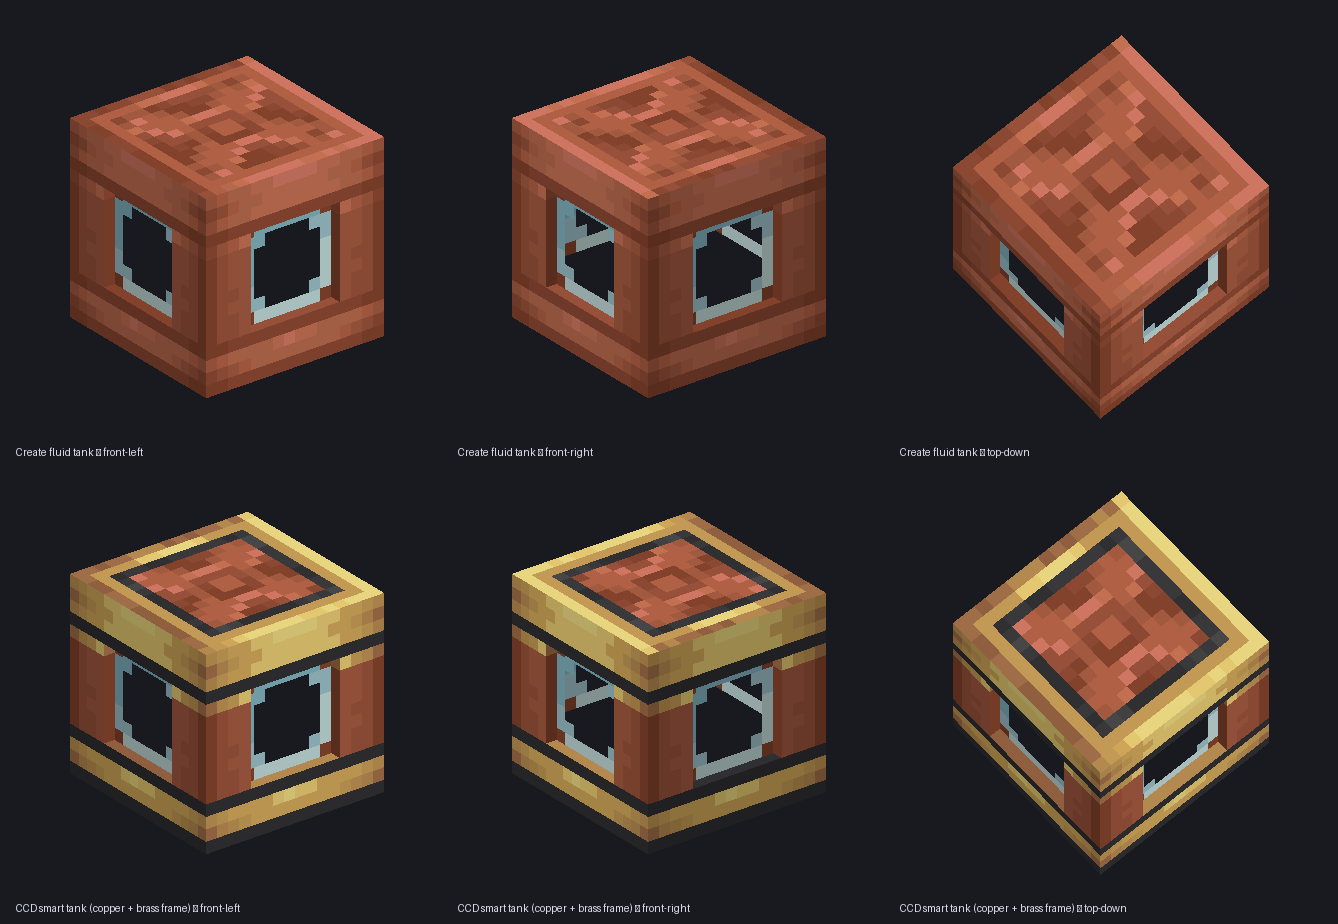 Create fluid tank ▯ front-left
Create fluid tank ▯ front-right
Create fluid tank ▯ top-down
CCD smart tank (copper + brass frame) ▯ front-left
CCD smart tank (copper + brass frame) ▯ front-right
CCD smart tank (copper + brass frame) ▯ top-down